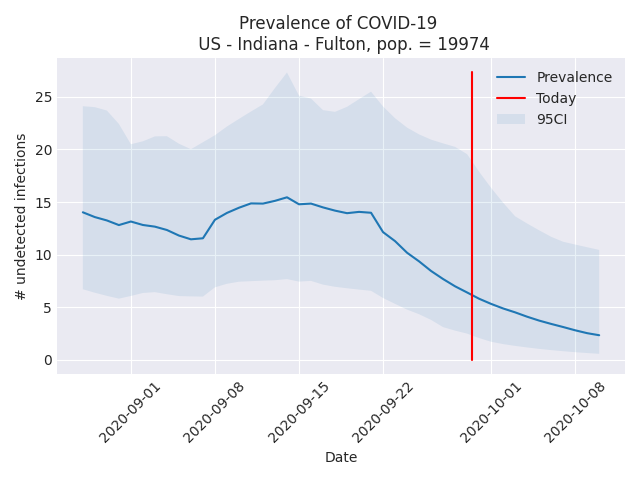 Prevalence of COVID-19
US - Indiana - Fulton, pop. = 19974
Prevalence
Today
95CI
# undetected infections
25
20
15
10
5
0
2020-09-01
2020-09-08
2020-09-15
2020-09-22
2020-10-01
2020-10-08
Date